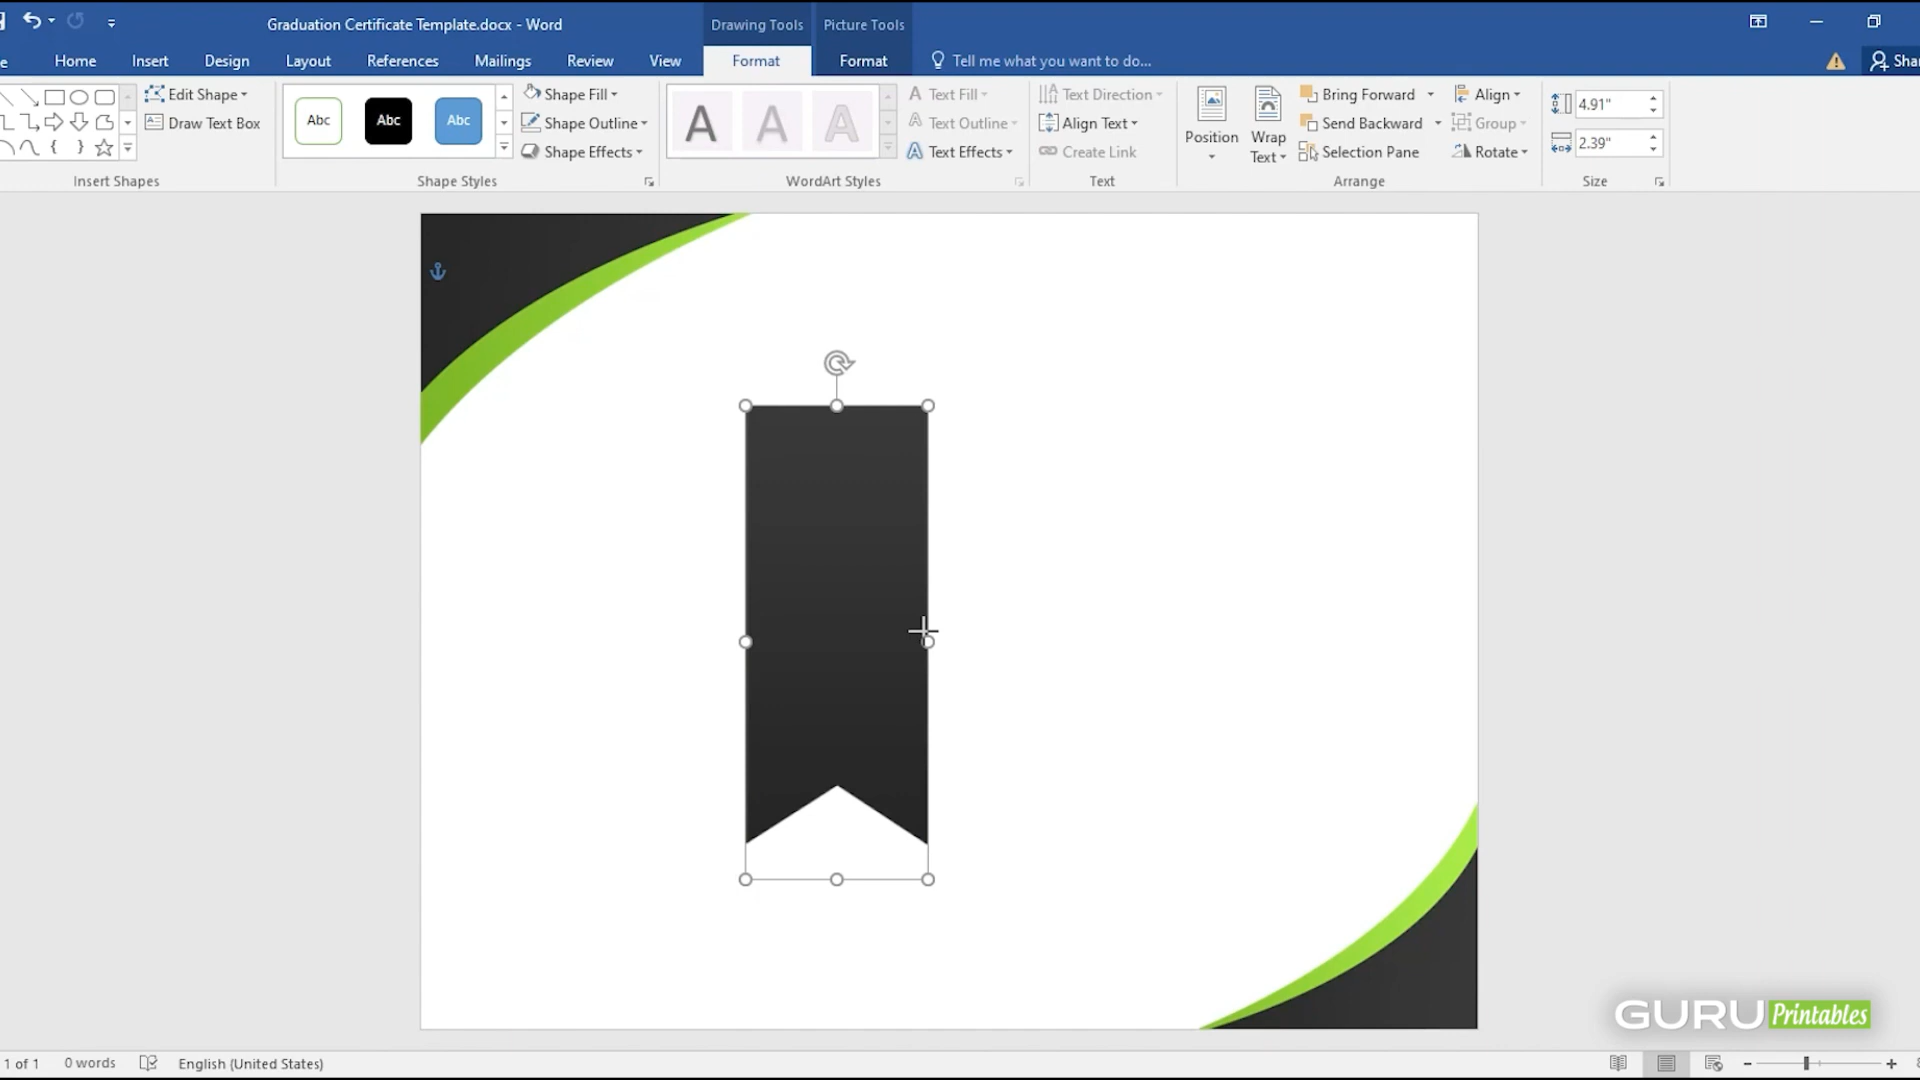 Graduation Certificate Template.docx - Word
Drawing Tools
Picture Tools
Home
Insert
Design
Layout
References
Mailings
Review
View
Format
Format
Tell me what you want to do...
Edit Shape
Draw Text Box
Insert Shapes
Abc
Abc
Abc
Shape Fill
Shape Outline
Shape Effects
Shape Styles
A
A
A
WordArt Styles
A Text Fill
A Text Outline
A Text Effects
Text Direction
Align Text
Create Link
Text
Position
Wrap
Text
Bring Forward
Send Backward
Selection Pane
Align
Group
Rotate
Arrange
4.91"
2.39"
Size
GURU Printables
1 of 1
0 words
English (United States)